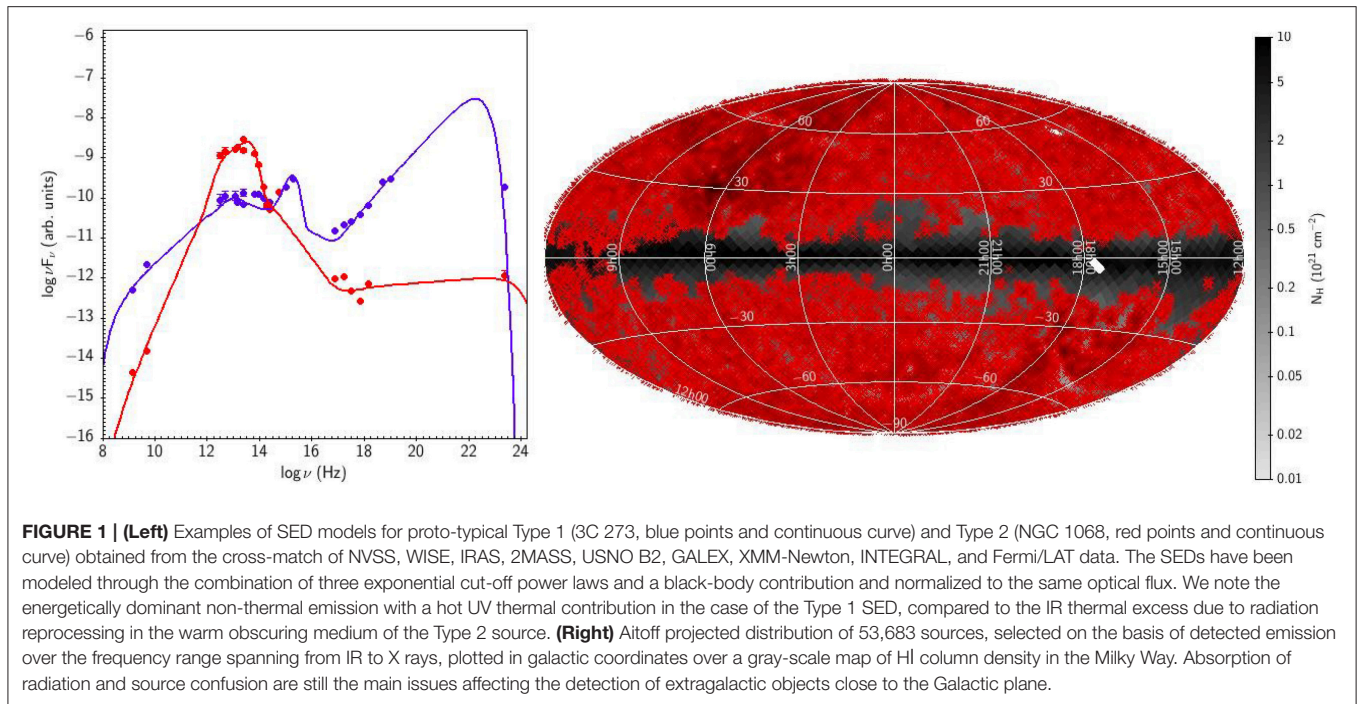 −6
−7
−8
−9
−10
−11
−12
−13
−14
−15
−16
log νFν (arb. units)
8 10 12 14 16 18 20 22 24
log ν (Hz)
60 60
30 30
9h00 6h00 3h00 0h00 21h00 18h00 15h00 12h00
−30 −30
−60 −60
12h00
−90
10
5
2
1
0.5
0.2
0.1
0.05
0.02
0.01
NH (10²¹ cm⁻²)
FIGURE 1 | (Left) Examples of SED models for proto-typical Type 1 (3C 273, blue points and continuous curve) and Type 2 (NGC 1068, red points and continuous
curve) obtained from the cross-match of NVSS, WISE, IRAS, 2MASS, USNO B2, GALEX, XMM-Newton, INTEGRAL, and Fermi/LAT data. The SEDs have been
modeled through the combination of three exponential cut-off power laws and a black-body contribution and normalized to the same optical flux. We note the
energetically dominant non-thermal emission with a hot UV thermal contribution in the case of the Type 1 SED, compared to the IR thermal excess due to radiation
reprocessing in the warm obscuring medium of the Type 2 source. (Right) Aitoff projected distribution of 53,683 sources, selected on the basis of detected emission
over the frequency range spanning from IR to X rays, plotted in galactic coordinates over a gray-scale map of HI column density in the Milky Way. Absorption of
radiation and source confusion are still the main issues affecting the detection of extragalactic objects close to the Galactic plane.